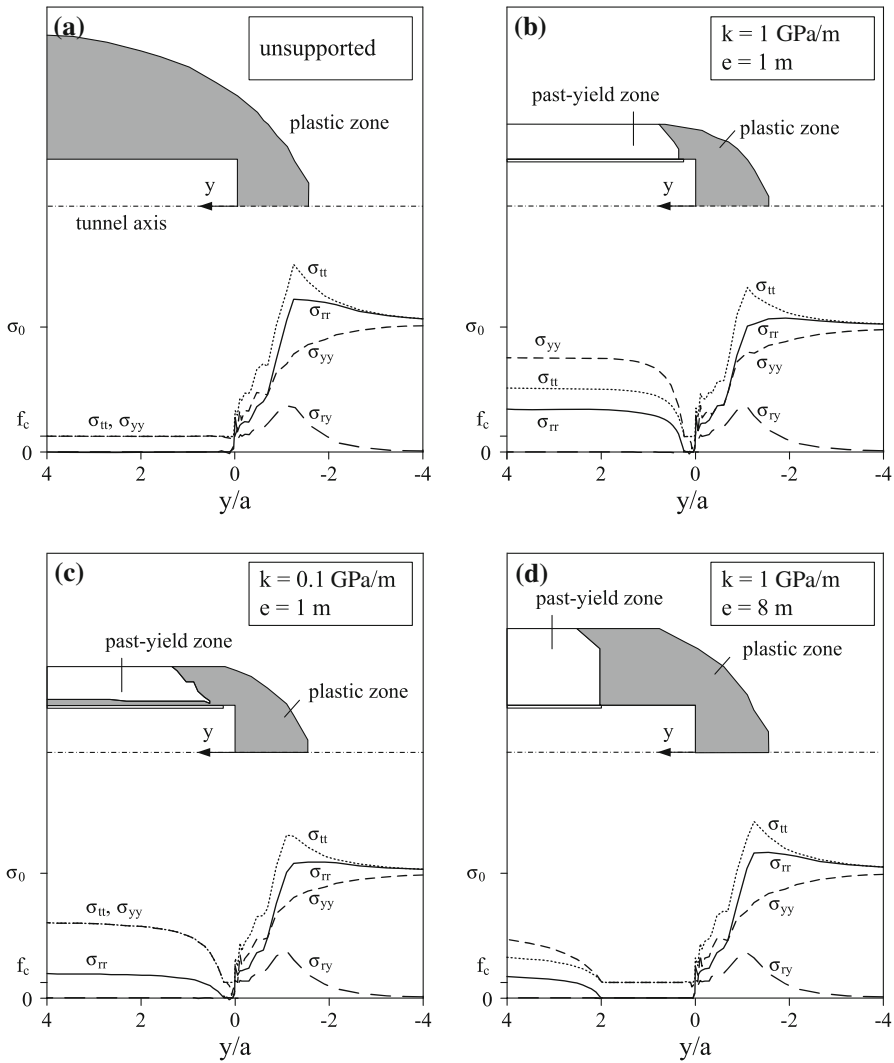 (a)
unsupported
plastic zone
y
tunnel axis
σtt
σrr
σyy
σry
σ0
fc
σtt, σyy
0
4 2 0 -2 -4
y/a
(b)
k = 1 GPa/m
e = 1 m
past-yield zone
plastic zone
y
σtt
σrr
σyy
σ0
σyy
σtt
σry
fc
σrr
0
4 2 0 -2 -4
y/a
(c)
k = 0.1 GPa/m
e = 1 m
past-yield zone
plastic zone
y
σtt
σ0
σrr
σyy
σtt, σyy
σrr
σry
fc
0
4 2 0 -2 -4
y/a
(d)
k = 1 GPa/m
e = 8 m
past-yield zone
plastic zone
y
σtt
σ0
σrr
σyy
σry
fc
0
4 2 0 -2 -4
y/a